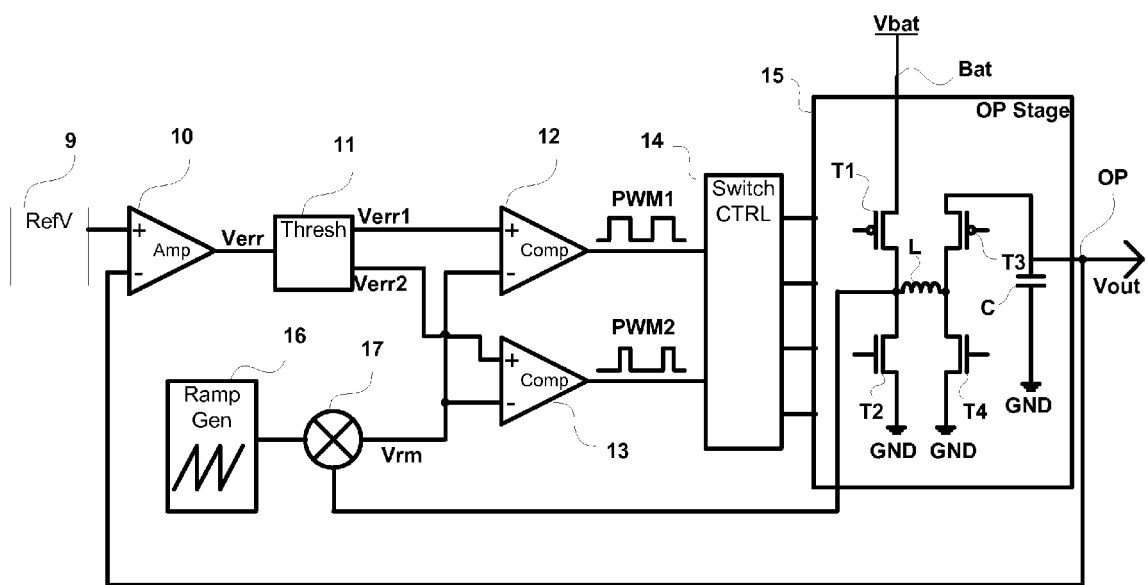 Vbat
Bat
15
OP Stage
9
10
11
12
14
RefV
+
-
Amp
Verr
Thresh
Verr1
Verr2
+
-
Comp
PWM1
Switch
CTRL
T1
L
T3
C
OP
Vout
16
17
Ramp
Gen
Vrm
+
-
Comp
13
PWM2
T2
T4
GND
GND
GND